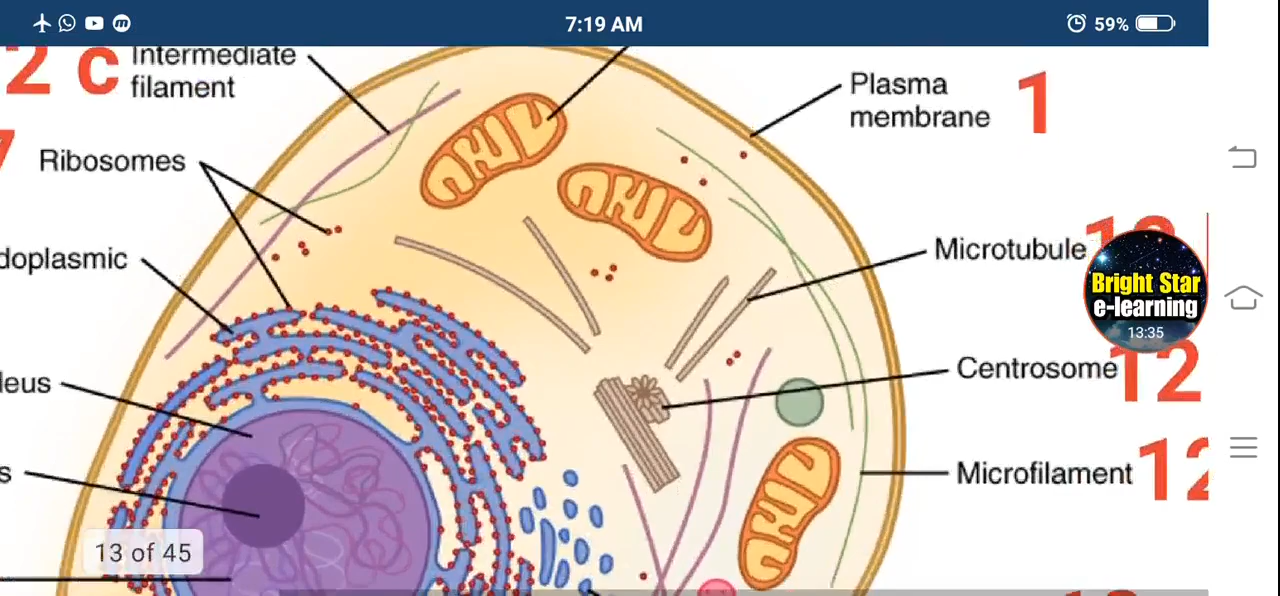 7:19 AM
59%
2 c Intermediate
filament
Plasma
membrane 1
7 Ribosomes
doplasmic
Microtubule
Bright Star
e-learning
13:35
leus
Centrosome 12
s
Microfilament 12
13 of 45